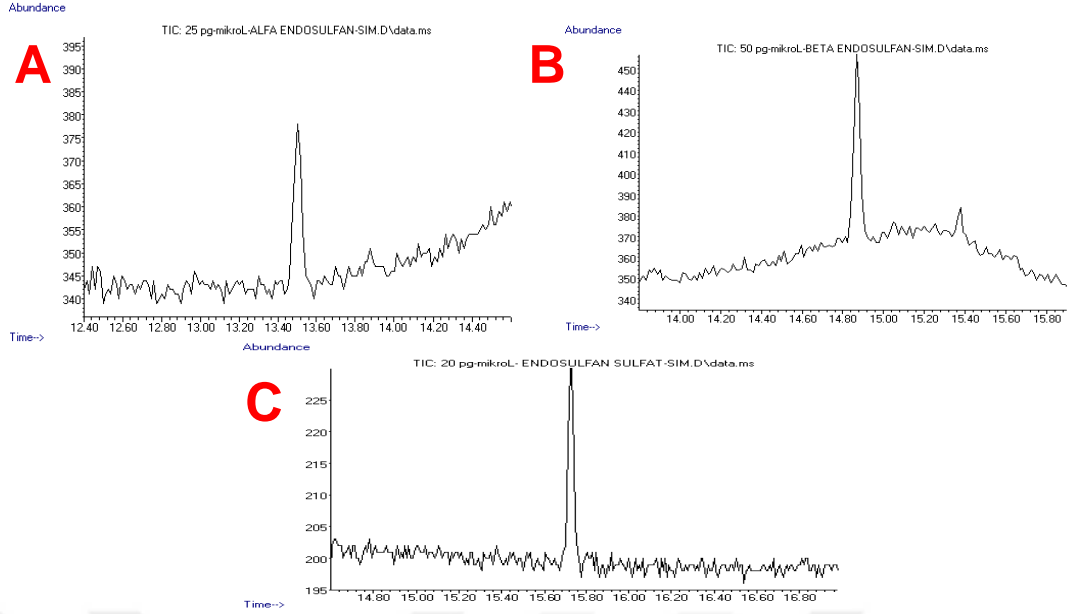 Abundance
TIC: 25 pg-mikroL-ALFA ENDOSULFAN-SIM.D\data.ms
A
395
390
385
380
375
370
365
360
355
350
345
340
12.40 12.60 12.80 13.00 13.20 13.40 13.60 13.80 14.00 14.20 14.40
Time-->
Abundance
TIC: 50 pg-mikroL-BETA ENDOSULFAN-SIM.D\data.ms
B
450
440
430
420
410
400
390
380
370
360
350
340
14.00 14.20 14.40 14.60 14.80 15.00 15.20 15.40 15.60 15.80
Time-->
Abundance
TIC: 20 pg-mikroL- ENDOSULFAN SULFAT-SIM.D\data.ms
C
225
220
215
210
205
200
195
14.80 15.00 15.20 15.40 15.60 15.80 16.00 16.20 16.40 16.60 16.80
Time-->